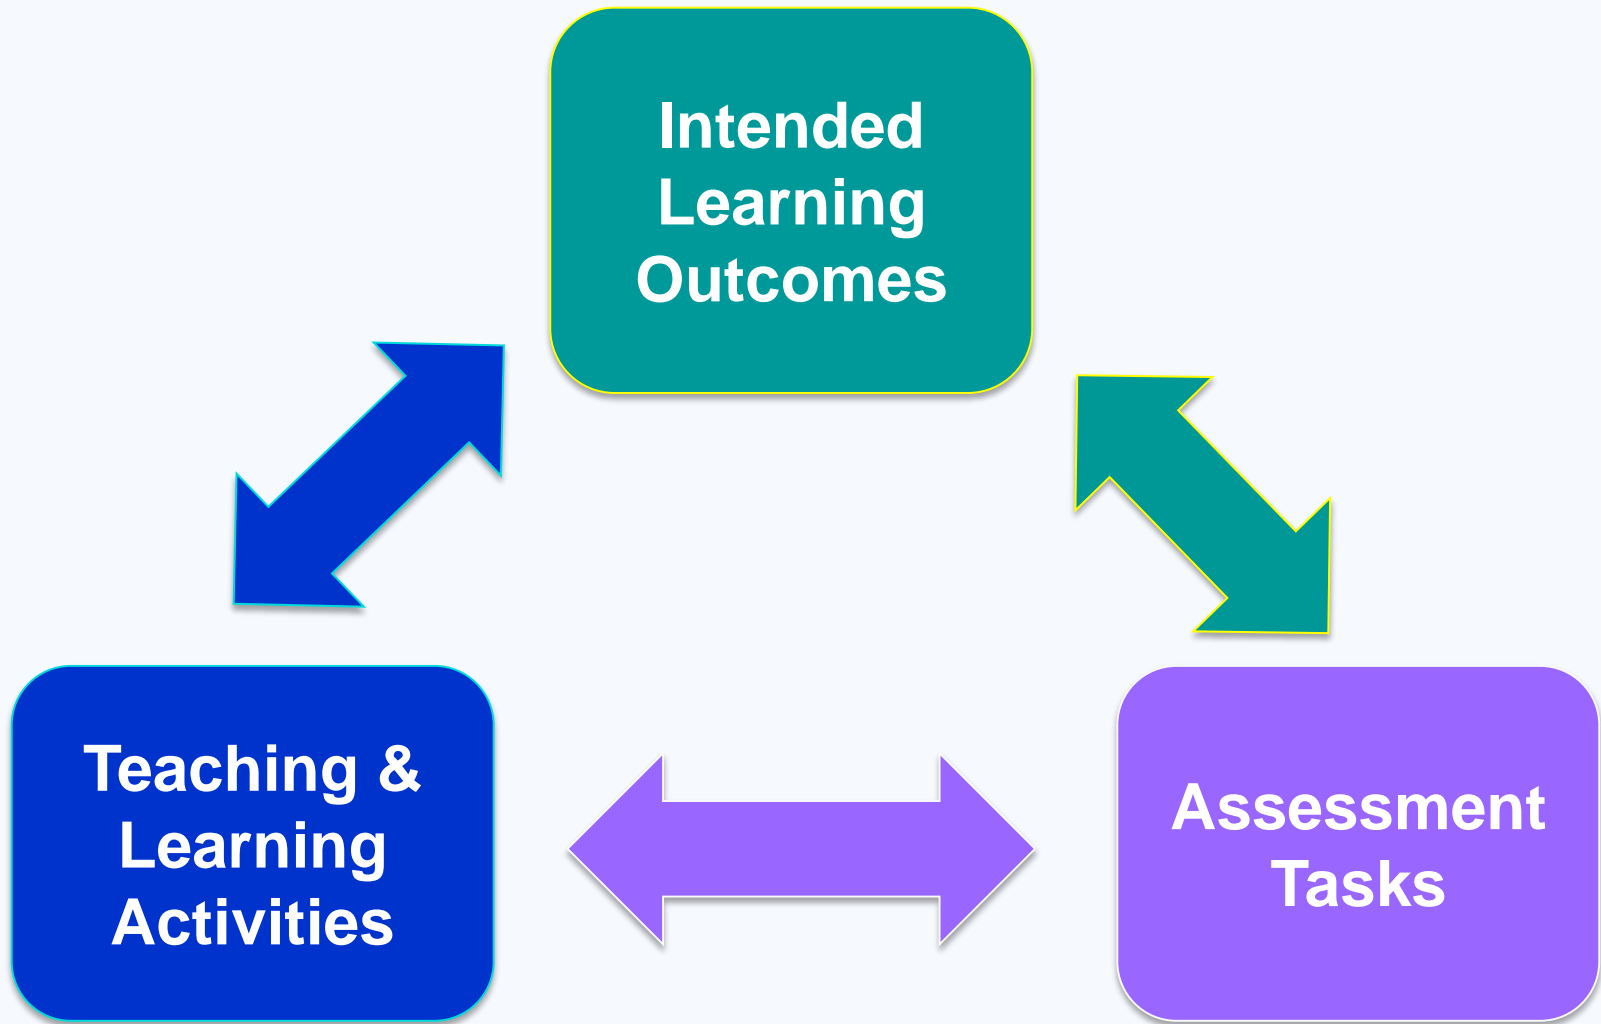 Intended
Learning
Outcomes
Teaching &
Learning
Activities
Assessment
Tasks